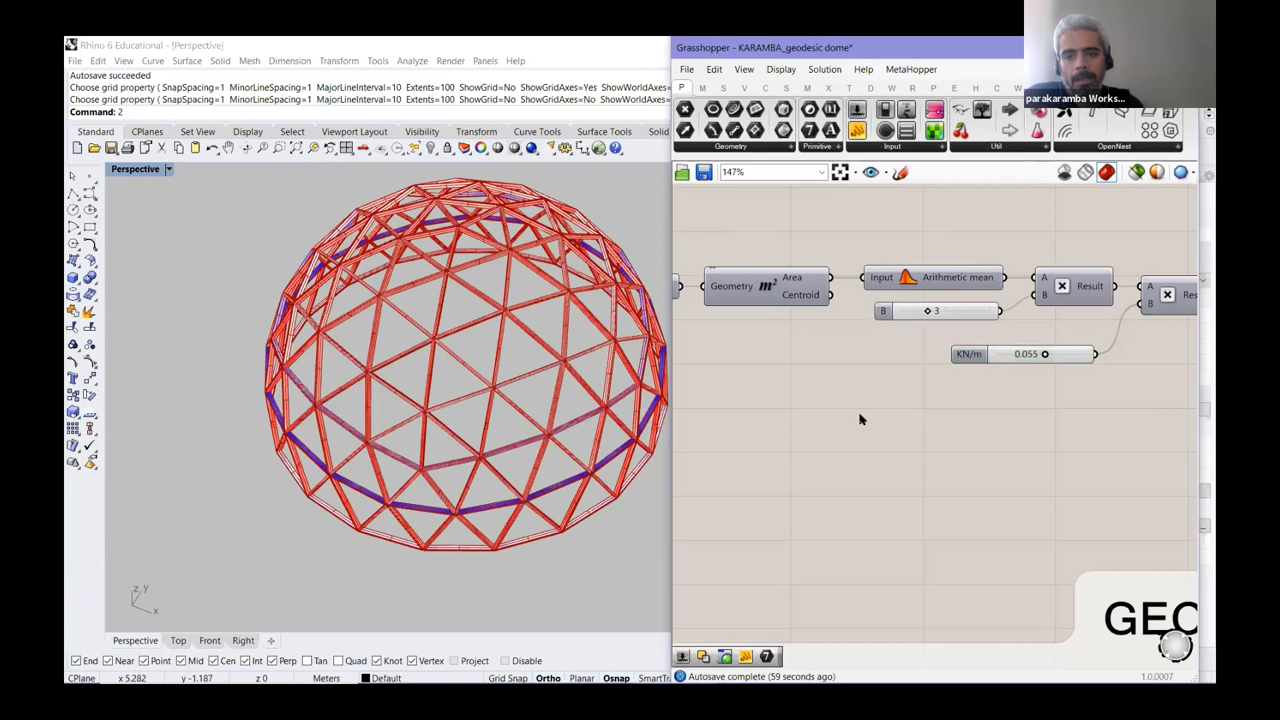 Rhino 6 Educational - [Perspective]
File Edit View Curve Surface Solid Mesh Dimension Transform Tools Analyze Render Panels Help
Autosave succeeded
Choose grid property ( SnapSpacing=1 MinorLineSpacing=1 MajorLineInterval=10 Extents=100 ShowGrid=No ShowGridAxes=Yes ShowWorldAxes=
Choose grid property ( SnapSpacing=1 MinorLineSpacing=1 MajorLineInterval=10 Extents=100 ShowGrid=No ShowGridAxes=No ShowWorldAxes=
Command: 2
Standard CPlanes Set View Display Select Viewport Layout Visibility Transform Curve Tools Surface Tools Solid
Perspective
z y
x
Perspective Top Front Right
End Near Point Mid Cen Int Perp Tan Quad Knot Vertex Project Disable
CPlane x 5.282 y -1.187 z 0 Meters Default Grid Snap Ortho Planar Osnap SmartTra
Grasshopper - KARAMBA_geodesic dome*
File Edit View Display Solution Help MetaHopper
parakaramba Works...
P M S V C S M I T D W H K E H C
Geometry Primitive Input Util OpenNest
147%
Geometry m² Area Centroid
Input Arithmetic mean
A B Result
A B Res
B 3
KN/m 0.055
GEO
Autosave complete (59 seconds ago)
1.0.0007